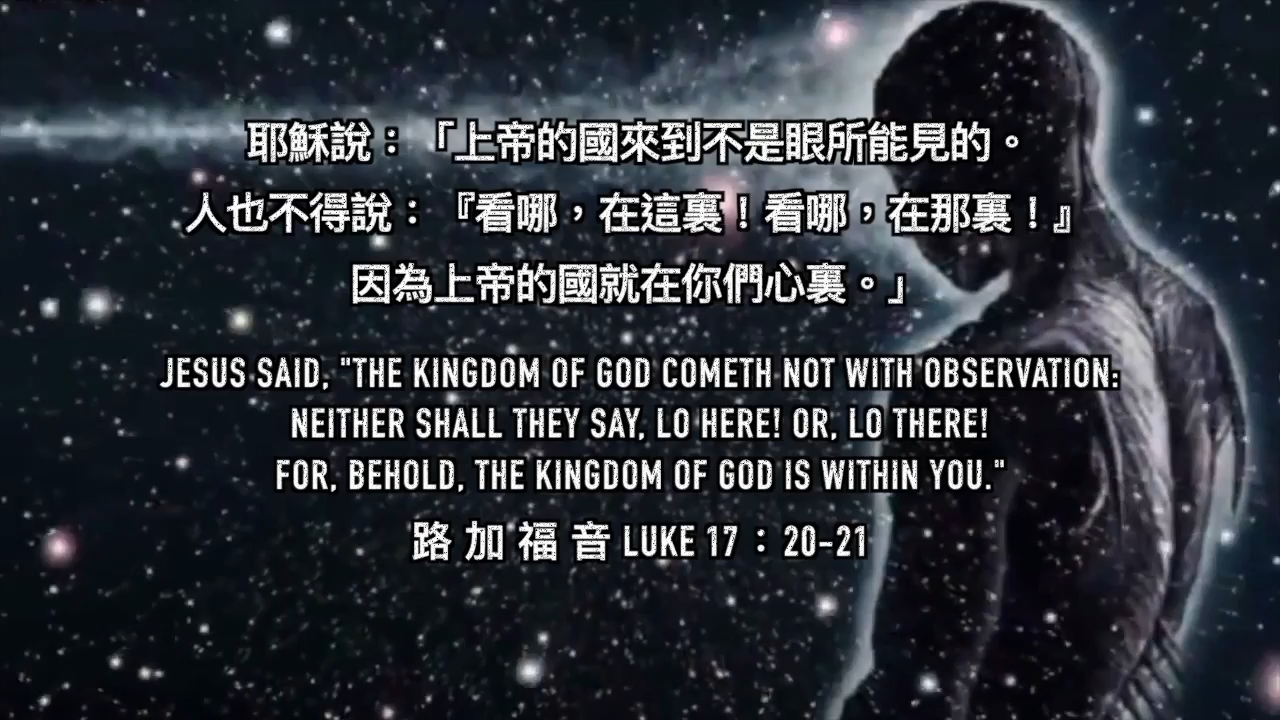 耶穌說：「上帝的國來到不是眼所能見的。
人也不得說：『看哪，在這裏！看哪，在那裏！』
因為上帝的國就在你們心裏。」
JESUS SAID, "THE KINGDOM OF GOD COMETH NOT WITH OBSERVATION:
NEITHER SHALL THEY SAY, LO HERE! OR, LO THERE!
FOR, BEHOLD, THE KINGDOM OF GOD IS WITHIN YOU."
路加福音 LUKE 17：20-21